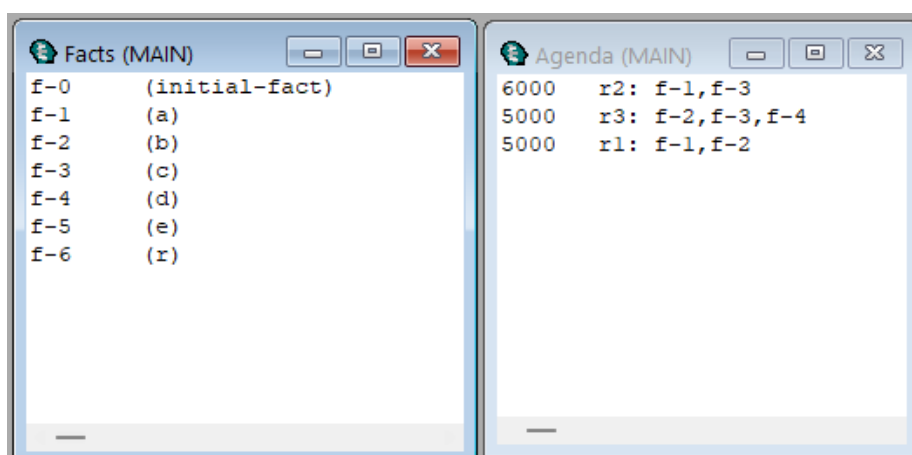 Facts (MAIN)
f-0 (initial-fact)
f-1 (a)
f-2 (b)
f-3 (c)
f-4 (d)
f-5 (e)
f-6 (r)
Agenda (MAIN)
6000 r2: f-1,f-3
5000 r3: f-2,f-3,f-4
5000 r1: f-1,f-2